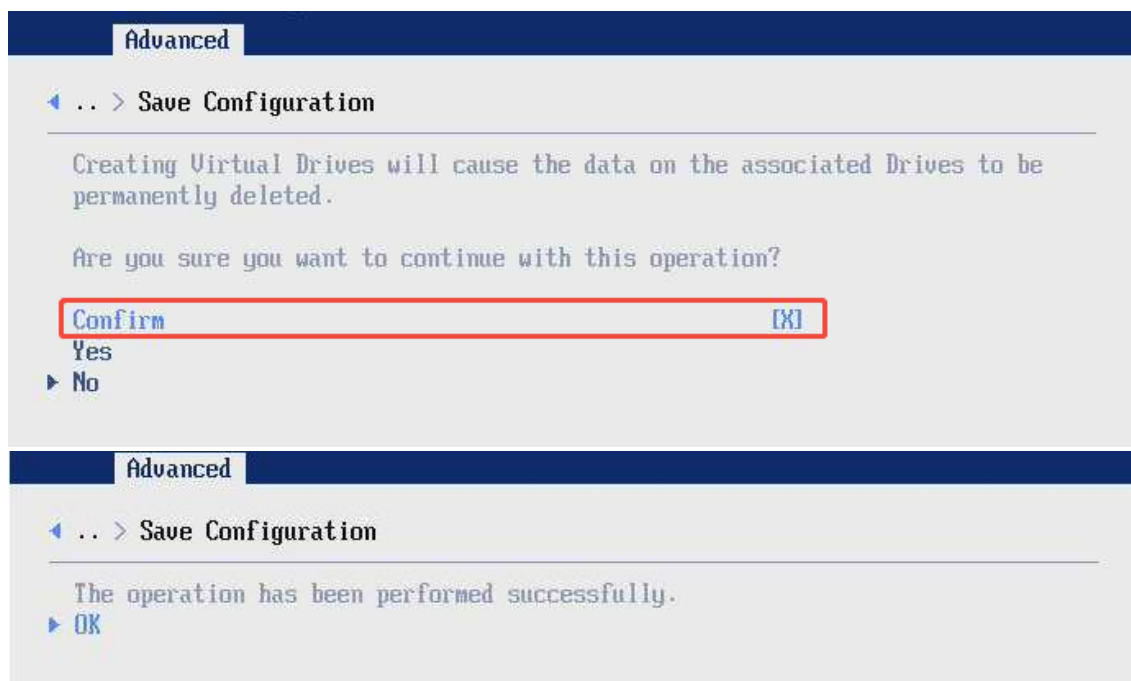 Advanced
.. > Save Configuration
Creating Virtual Drives will cause the data on the associated Drives to be
permanently deleted.
Are you sure you want to continue with this operation?
Confirm [X]
Yes
No
Advanced
.. > Save Configuration
The operation has been performed successfully.
OK